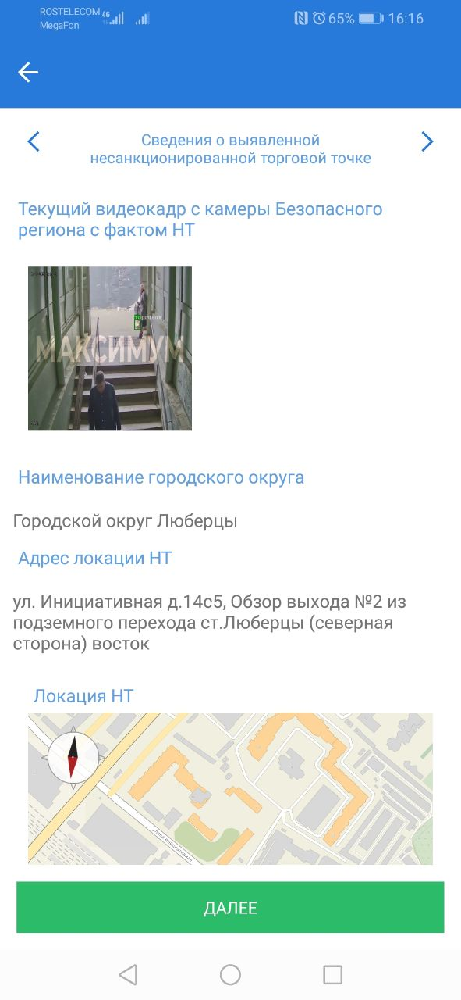 ROSTELECOM 4G
MegaFon
65%
16:16
Сведения о выявленной
несанкционированной торговой точке
Текущий видеокадр с камеры Безопасного
региона с фактом НТ
МАКСИМУМ
Наименование городского округа
Городской округ Люберцы
Адрес локации НТ
ул. Инициативная д.14с5, Обзор выхода №2 из
подземного перехода ст.Люберцы (северная
сторона) восток
Локация НТ
улица Инициативная
ДАЛЕЕ